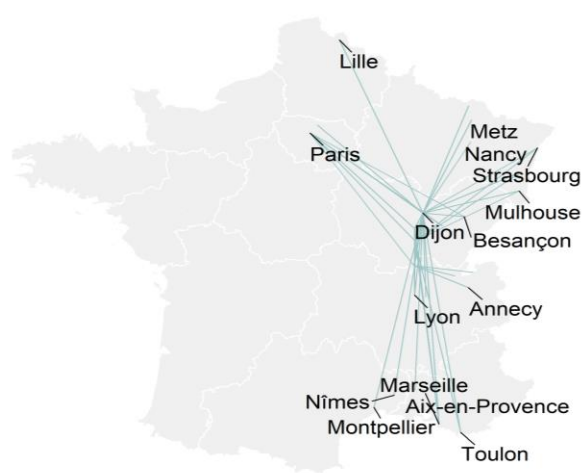 Lille
Metz
Paris
Nancy
Strasbourg
Mulhouse
Dijon
Besançon
Annecy
Lyon
Marseille
Nîmes
Aix-en-Provence
Montpellier
Toulon